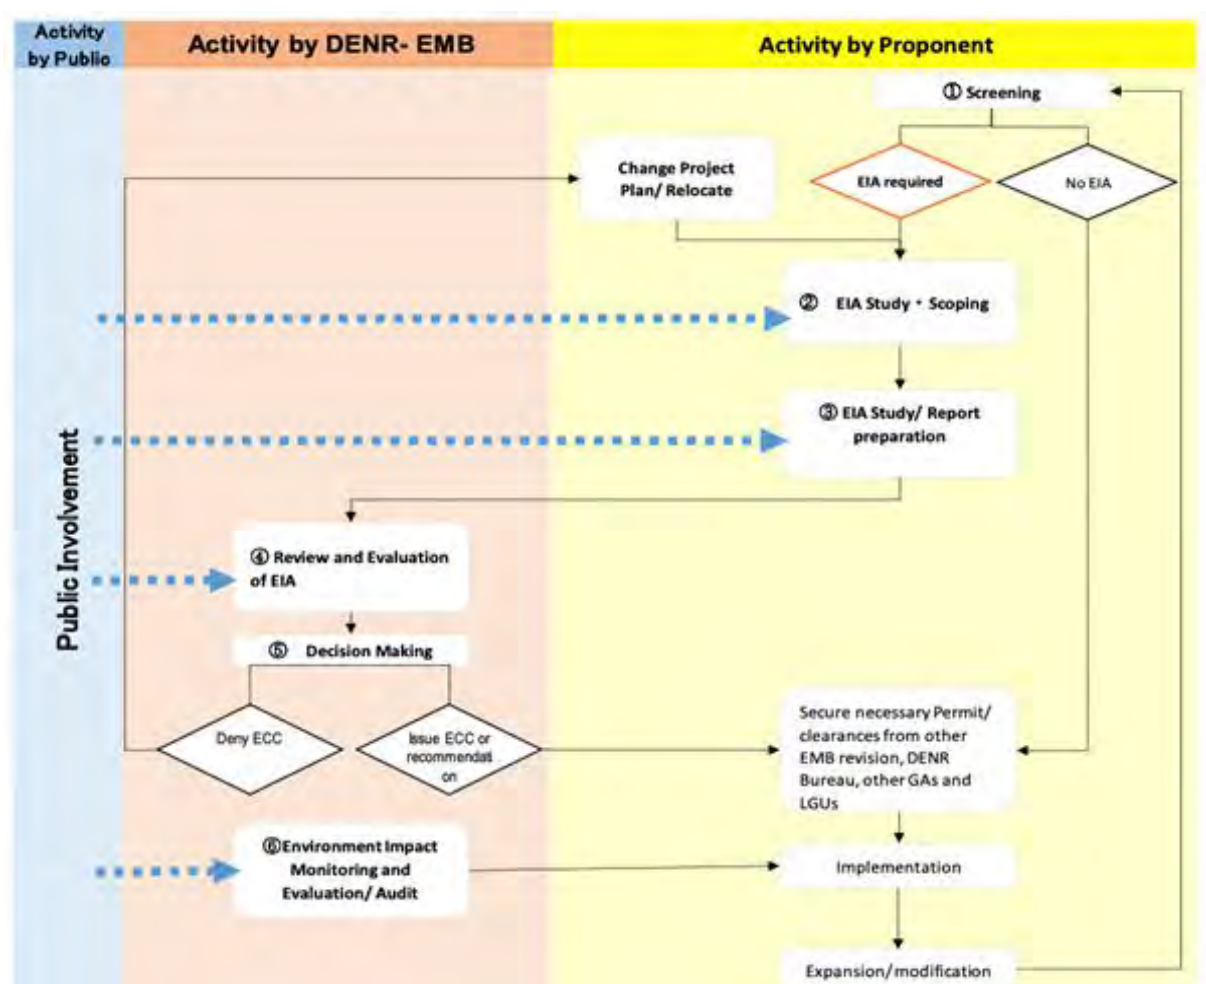 Activity
by Public
Activity by DENR- EMB
Activity by Proponent
① Screening
Change Project
Plan/ Relocate
EIA required
No EIA
② EIA Study・Scoping
③ EIA Study/ Report
preparation
Public Involvement
④ Review and Evaluation
of EIA
⑤ Decision Making
Deny ECC
Issue ECC or
recommendati
on
Secure necessary Permit/
clearances from other
EMB revision, DENR
Bureau, other GAs and
LGUs
⑥Environment Impact
Monitoring and
Evaluation/ Audit
Implementation
Expansion/modification